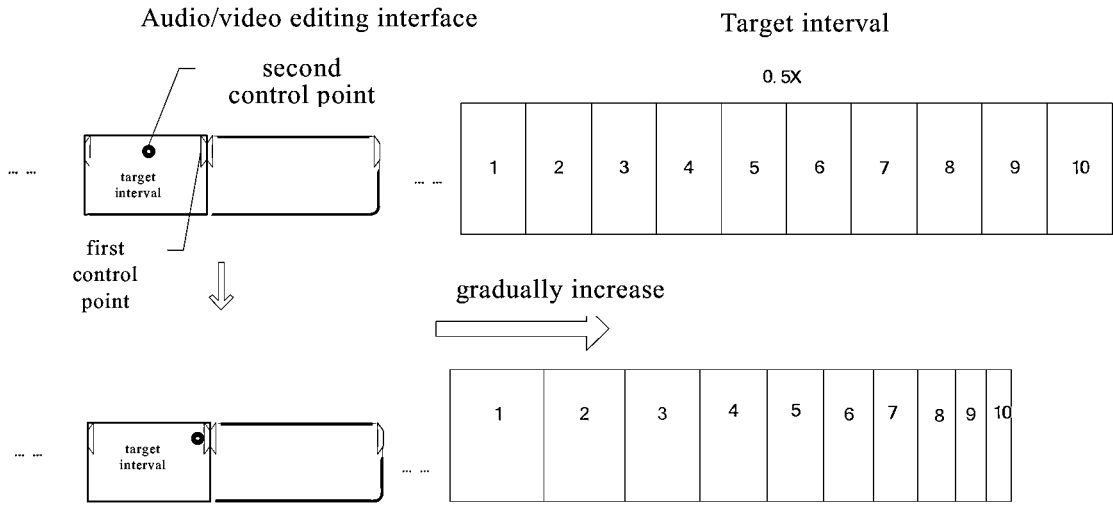 Audio/video editing interface
Target interval
second
control point
0. 5X
target
interval
... ...
... ...
1 2 3 4 5 6 7 8 9 10
first
control
point
gradually increase
target
interval
... ...
... ...
1 2 3 4 5 6 7 8 9 10